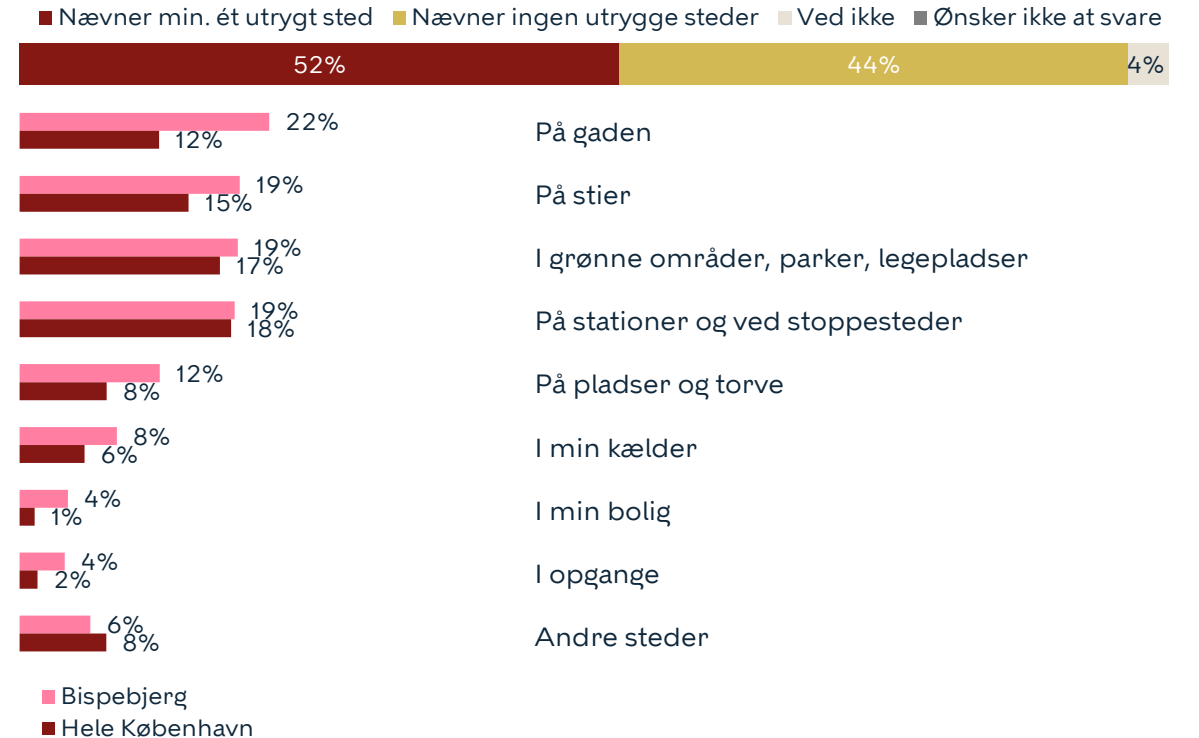 Nævner min. ét utrygt sted Nævner ingen utrygge steder Ved ikke Ønsker ikke at svare
52% 44% 4%
22%
12% På gaden
19%
15% På stier
19%
17% I grønne områder, parker, legepladser
19%
18% På stationer og ved stoppesteder
12%
8% På pladser og torve
8%
6% I min kælder
4%
1% I min bolig
4%
2% I opgange
6%
8% Andre steder
Bispebjerg
Hele København